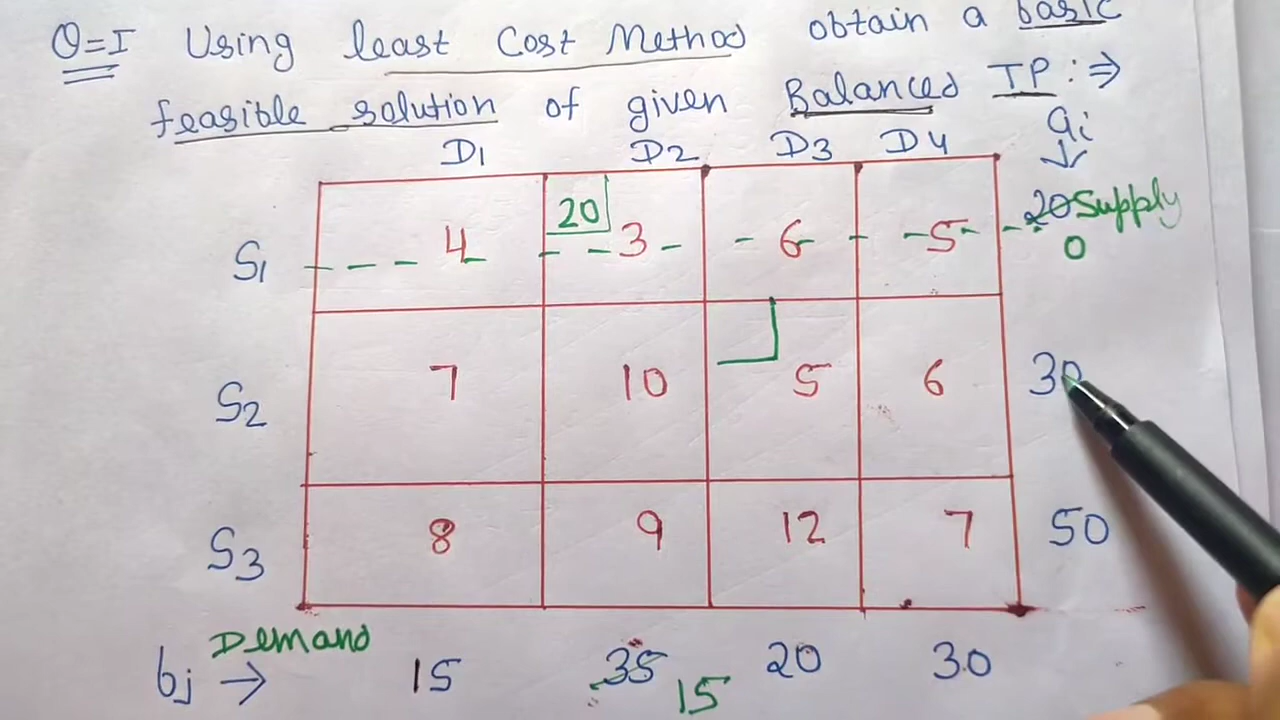 Q=I Using least Cost Method obtain a basic
feasible solution of given Balanced TP :⇒
D1 D2 D3 D4 ai ↓
S1 4 20 3 6 5 20 Supply
0
S2 7 10 5 6 30
S3 8 9 12 7 50
Demand
bj → 15 35 15 20 30